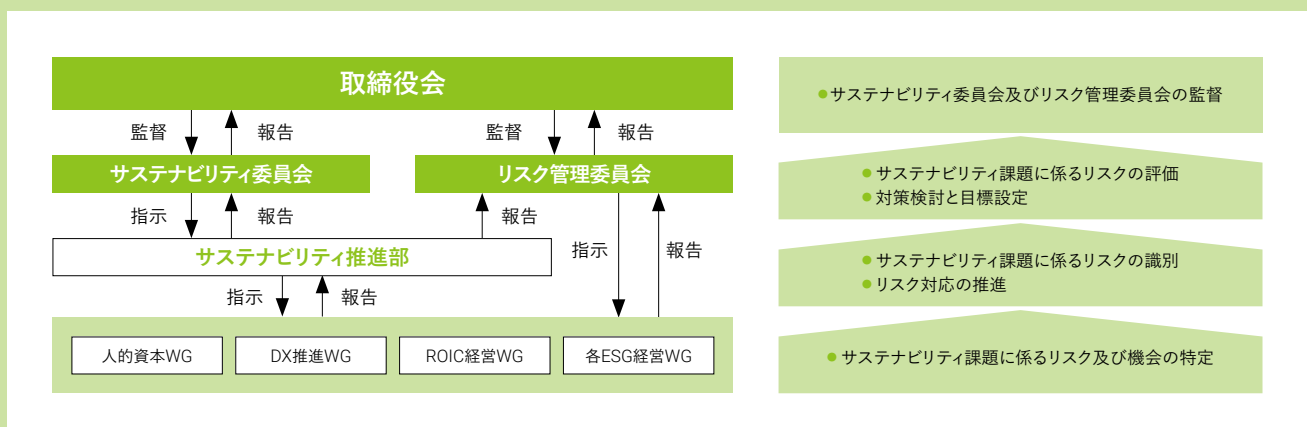 取締役会
監督
報告
監督
報告
サステナビリティ委員会
リスク管理委員会
指示
報告
報告
サステナビリティ推進部
指示
報告
指示
報告
人的資本WG
DX推進WG
ROIC経営WG
各ESG経営WG
●サステナビリティ委員会及びリスク管理委員会の監督
●サステナビリティ課題に係るリスクの評価
●対策検討と目標設定
●サステナビリティ課題に係るリスクの識別
●リスク対応の推進
●サステナビリティ課題に係るリスク及び機会の特定